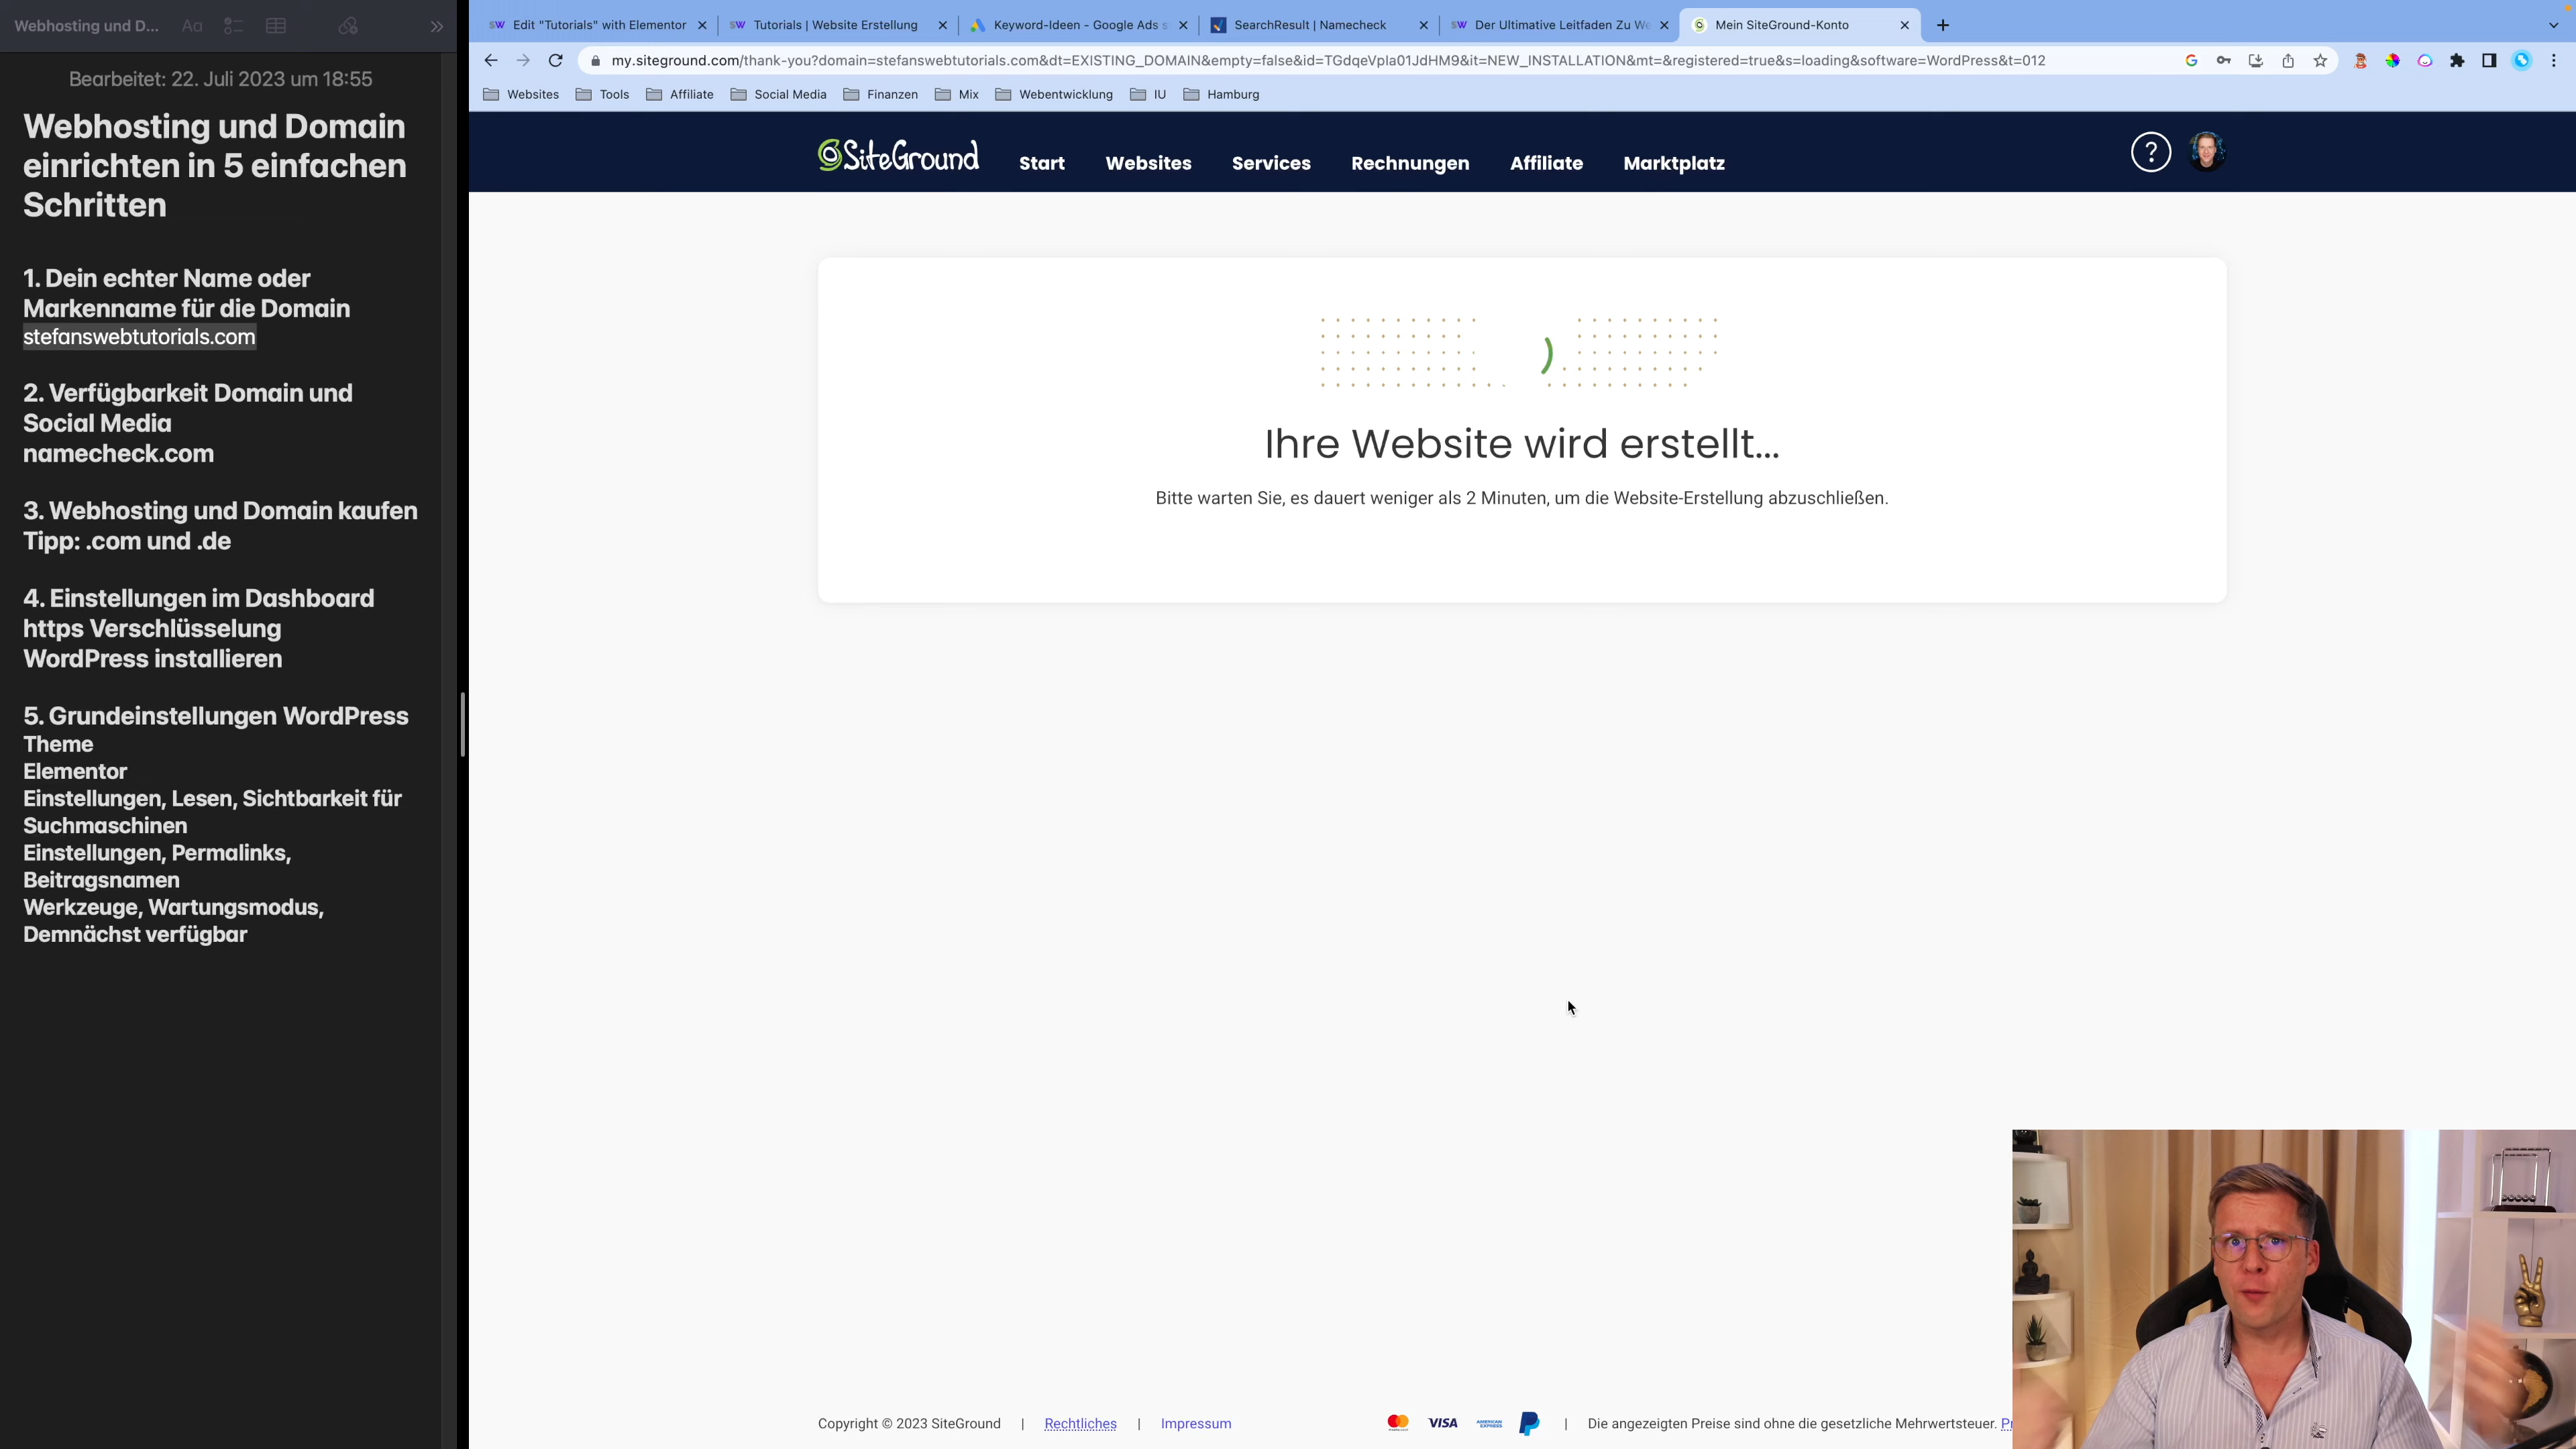 Webhosting und D...
Aa
Bearbeitet: 22. Juli 2023 um 18:55
Webhosting und Domain
einrichten in 5 einfachen
Schritten
1. Dein echter Name oder
Markenname für die Domain
stefanswebtutorials.com
2. Verfügbarkeit Domain und
Social Media
namecheck.com
3. Webhosting und Domain kaufen
Tipp: .com und .de
4. Einstellungen im Dashboard
https Verschlüsselung
WordPress installieren
5. Grundeinstellungen WordPress
Theme
Elementor
Einstellungen, Lesen, Sichtbarkeit für
Suchmaschinen
Einstellungen, Permalinks,
Beitragsnamen
Werkzeuge, Wartungsmodus,
Demnächst verfügbar
Edit "Tutorials" with Elementor
Tutorials | Website Erstellung
Keyword-Ideen - Google Ads
SearchResult | Namecheck
Der Ultimative Leitfaden Zu We
Mein SiteGround-Konto
my.siteground.com/thank-you?domain=stefanswebtutorials.com&dt=EXISTING_DOMAIN&empty=false&id=TGdqeVpla01JdHM9&it=NEW_INSTALLATION&mt=&registered=true&s=loading&software=WordPress&t=012
Websites Tools Affiliate Social Media Finanzen Mix Webentwicklung IU Hamburg
SiteGround Start Websites Services Rechnungen Affiliate Marktplatz ?
Ihre Website wird erstellt...
Bitte warten Sie, es dauert weniger als 2 Minuten, um die Website-Erstellung abzuschließen.
Copyright © 2023 SiteGround | Rechtliches | Impressum
VISA AMERICAN EXPRESS | Die angezeigten Preise sind ohne die gesetzliche Mehrwertsteuer.